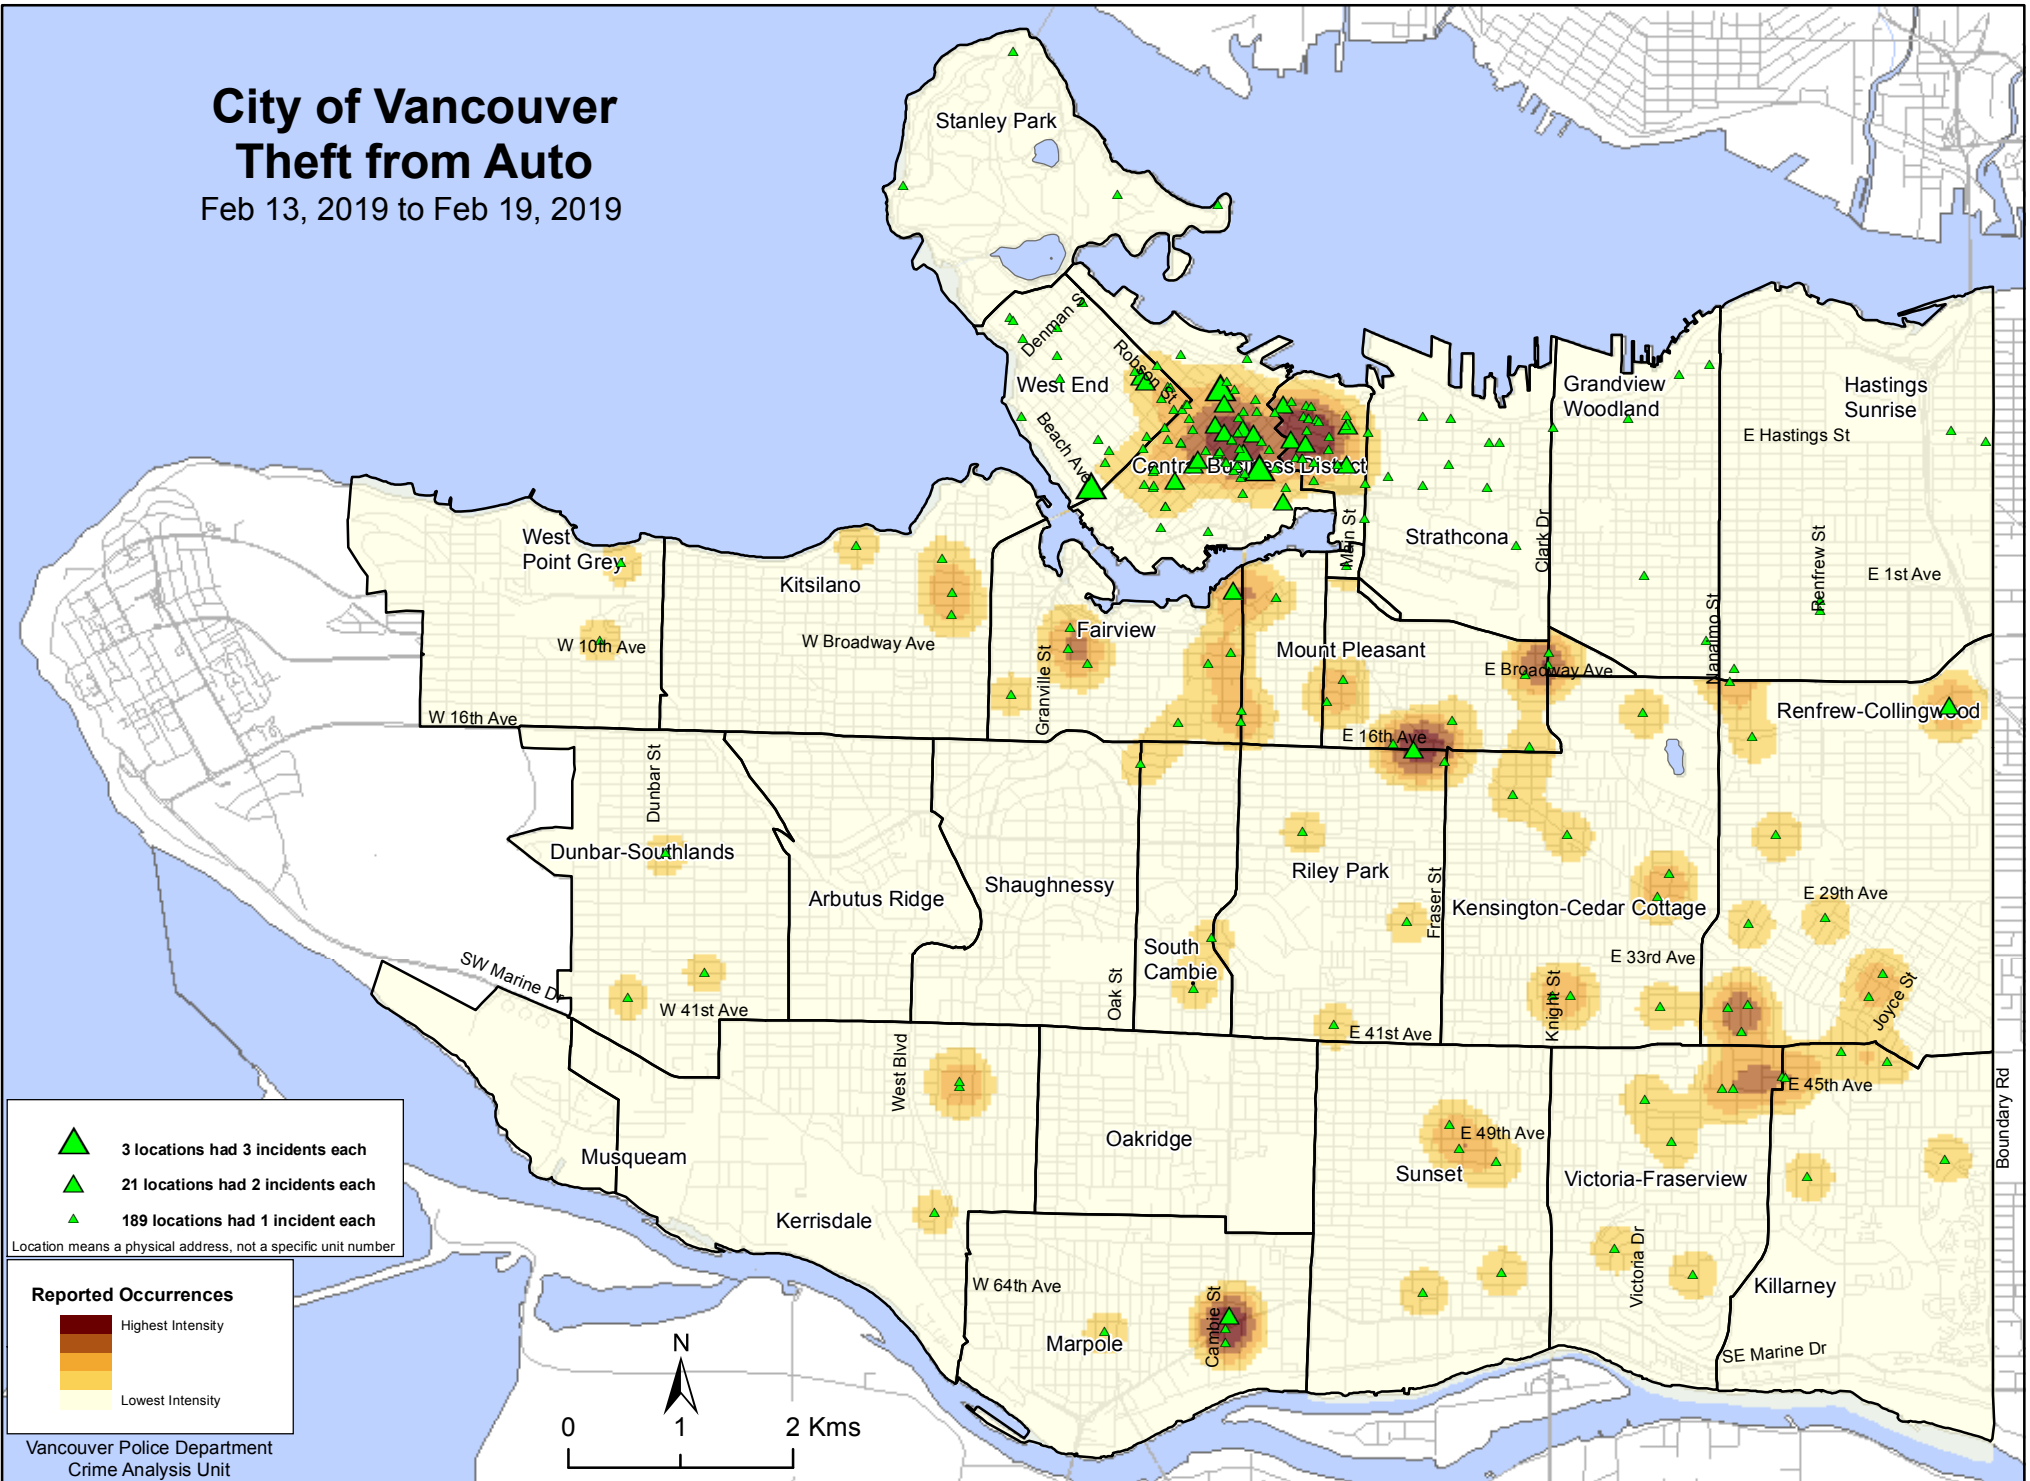 City of Vancouver
Theft from Auto
Feb 13, 2019 to Feb 19, 2019
Stanley Park
Denman St
Robson St
West End
Beach Ave
Central Business District
Grandview
Woodland
Hastings
Sunrise
E Hastings St
West
Point Grey
Kitsilano
Main St
Strathcona
Clark Dr
Renfrew St
E 1st Ave
Nanaimo St
W 10th Ave
W Broadway Ave
Fairview
Granville St
Mount Pleasant
E Broadway Ave
W 16th Ave
E 16th Ave
Renfrew-Collingwood
Dunbar St
Dunbar-Southlands
Arbutus Ridge
Shaughnessy
Riley Park
Fraser St
Kensington-Cedar Cottage
E 29th Ave
South
Cambie
E 33rd Ave
SW Marine Dr
W 41st Ave
Oak St
Knight St
Joyce St
E 41st Ave
West Blvd
E 45th Ave
Boundary Rd
Musqueam
Oakridge
E 49th Ave
Sunset
Victoria-Fraserview
Kerrisdale
Victoria Dr
W 64th Ave
Cambie St
Killarney
Marpole
SE Marine Dr
3 locations had 3 incidents each
21 locations had 2 incidents each
189 locations had 1 incident each
Location means a physical address, not a specific unit number
Reported Occurrences
Highest Intensity
Lowest Intensity
Vancouver Police Department
Crime Analysis Unit
N
0 1 2 Kms